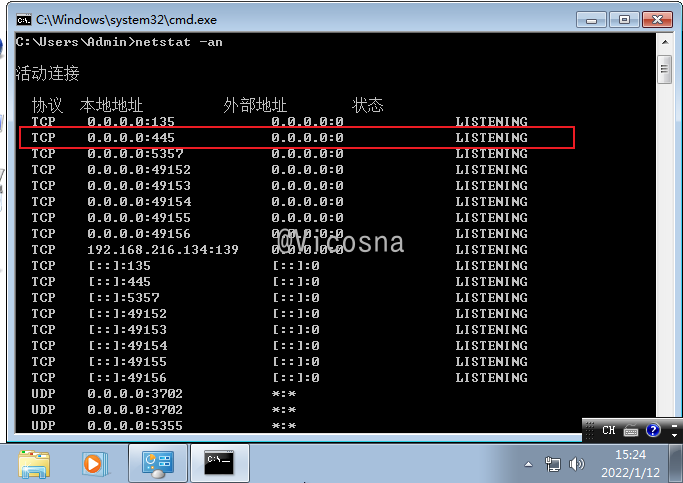 C:\Windows\system32\cmd.exe
C:\Users\Admin>netstat -an
活动连接
协议 本地地址 外部地址 状态
TCP 0.0.0.0:135 0.0.0.0:0 LISTENING
TCP 0.0.0.0:445 0.0.0.0:0 LISTENING
TCP 0.0.0.0:5357 0.0.0.0:0 LISTENING
TCP 0.0.0.0:49152 0.0.0.0:0 LISTENING
TCP 0.0.0.0:49153 0.0.0.0:0 LISTENING
TCP 0.0.0.0:49154 0.0.0.0:0 LISTENING
TCP 0.0.0.0:49155 0.0.0.0:0 LISTENING
TCP 0.0.0.0:49156 0.0.0.0:0 LISTENING
@Vicosna
TCP 192.168.216.134:139 0.0.0.0:0 LISTENING
TCP [::]:135 [::]:0 LISTENING
TCP [::]:445 [::]:0 LISTENING
TCP [::]:5357 [::]:0 LISTENING
TCP [::]:49152 [::]:0 LISTENING
TCP [::]:49153 [::]:0 LISTENING
TCP [::]:49154 [::]:0 LISTENING
TCP [::]:49155 [::]:0 LISTENING
TCP [::]:49156 [::]:0 LISTENING
UDP 0.0.0.0:3702 *:*
UDP 0.0.0.0:3702 *:*
UDP 0.0.0.0:5355 *:*
CH
15:24
2022/1/12